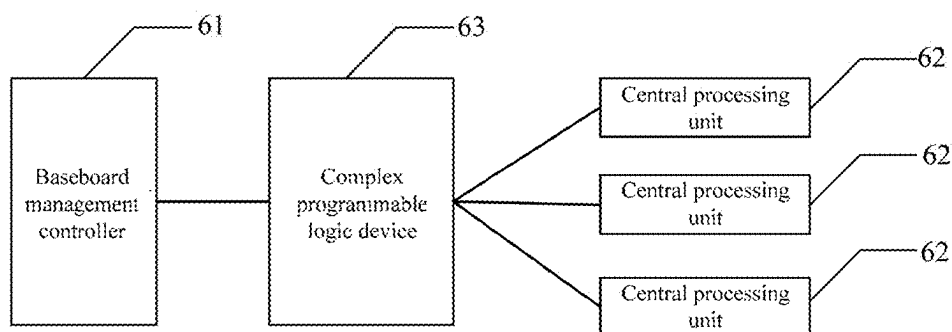 61
63
62
Central processing
unit
62
Baseboard
management
controller
Complex
programmable
logic device
Central processing
unit
62
Central processing
unit